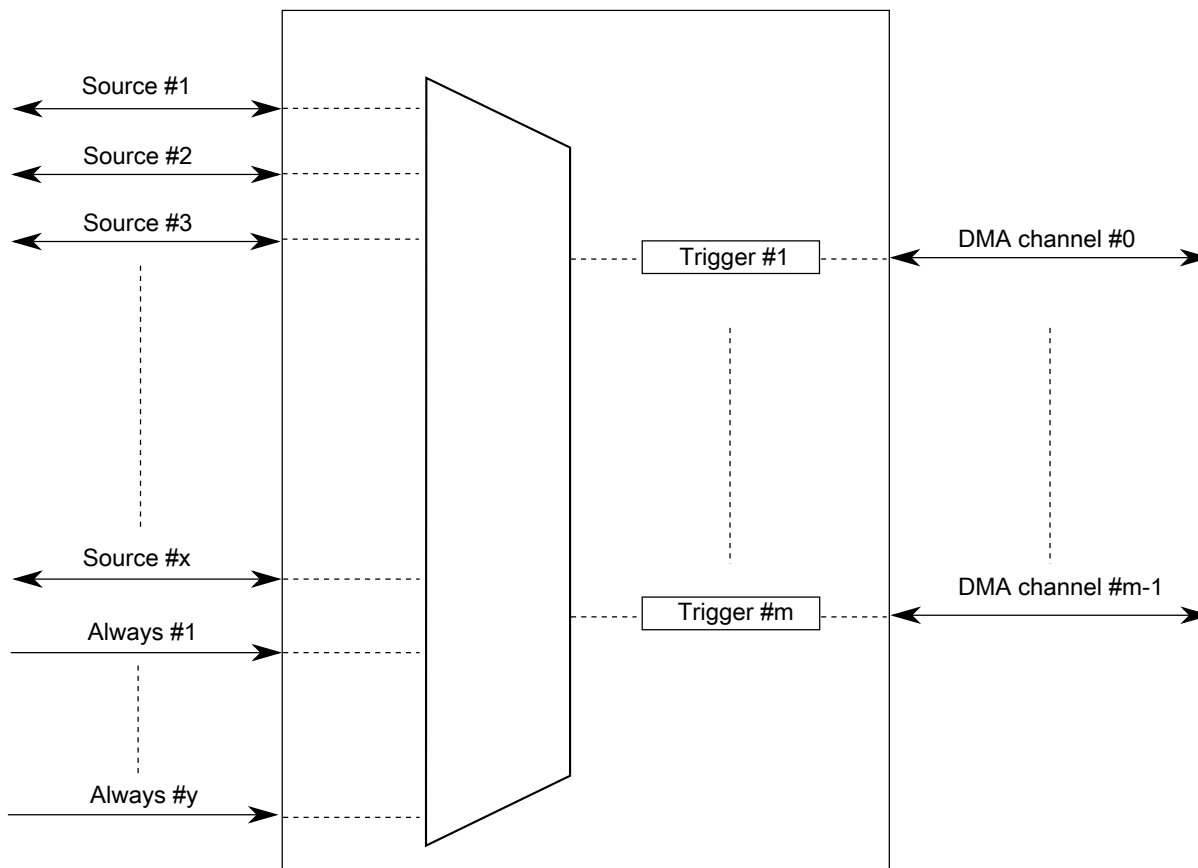 Source #1
Source #2
Source #3
Trigger #1
DMA channel #0
Source #x
Trigger #m
DMA channel #m-1
Always #1
Always #y